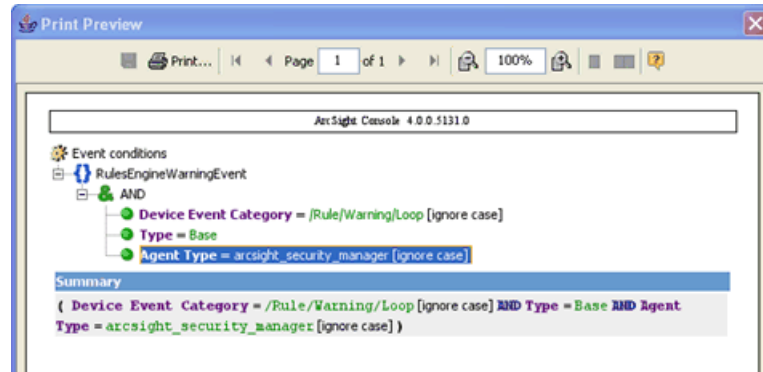 Print Preview
Print... Page 1 of 1 100%
ArcSight Console 4.0.0.5131.0
Event conditions
RulesEngineWarningEvent
AND
Device Event Category = /Rule/Warning/Loop [ignore case]
Type = Base
Agent Type = arcsight_security_manager [ignore case]
Summary
( Device Event Category = /Rule/Warning/Loop [ignore case] AND Type = Base AND Agent
Type = arcsight_security_manager [ignore case] )